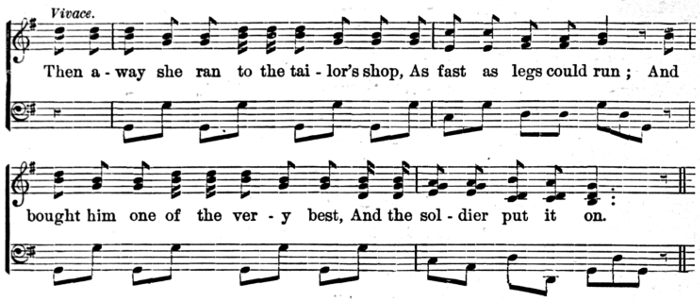 Vivace.
Then a - way she ran to the tai - lor's shop, As fast as legs could run ; And
bought him one of the ver - y best, And the sol - dier put it on.